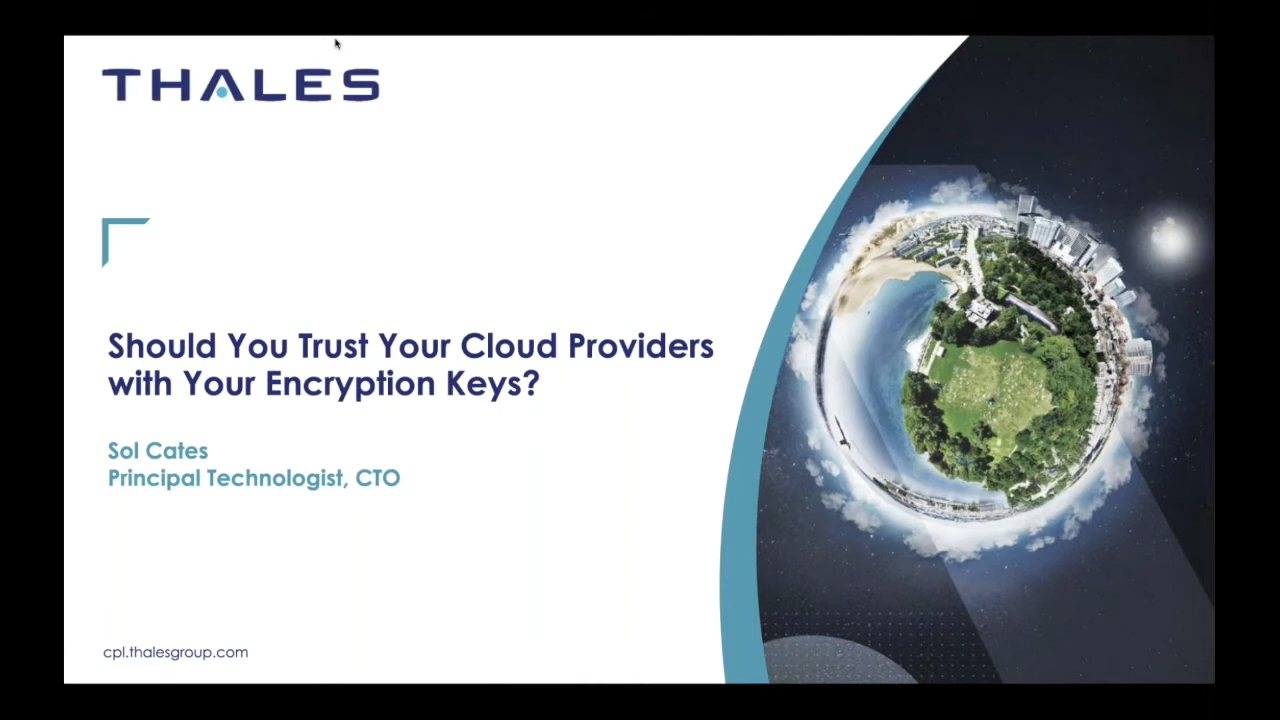 THALES
Should You Trust Your Cloud Providers
with Your Encryption Keys?
Sol Cates
Principal Technologist, CTO
cpl.thalesgroup.com